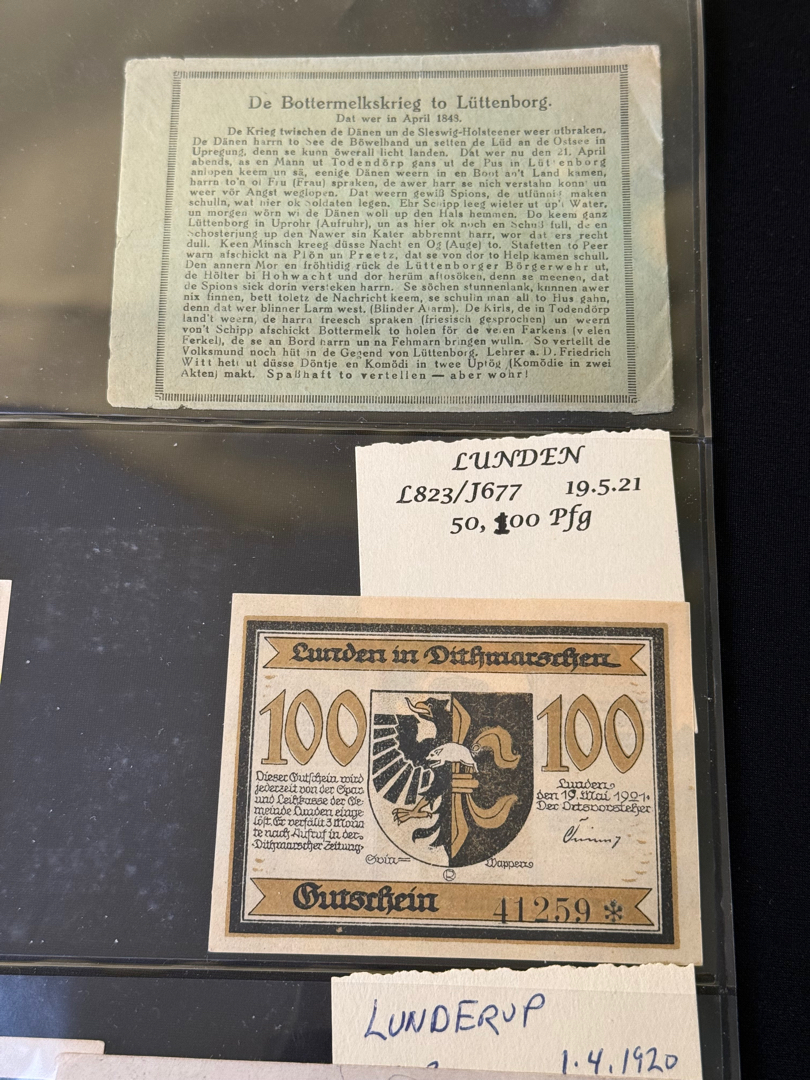 De Bottermelkskrieg to Lüttenborg.
Dat wer in April 1848.
De Krieg twischen de Dänen un de Sleswig-Holsteener weer utbraken.
De Dänen harrn to See de Böwelhand un setten de Lüd an de Ostsee in
Upregung, denn se kunn öwerall licht landen. Dat wer nu den 21. April
abends, as en Mann ut Todendörp gans ut de Pus in Lüttenborg
anlopen keem un sä, eenige Dänen weern in en Boot an't Land kamen,
harrn to'n ol Fru (Frau) spraken, de awer harr se nich verstahn konn' un
weer vör Angst weglopen. Dat weern gewiß Spions, de utfünnig maken
schulln, wat hier ok Soldaten legen. Ehr Schipp leeg wieter ut up't Water,
un morgen wörn wi de Dänen woll up den Hals hemmen. Do keem ganz
Lüttenborg in Uprohr (Aufruhr), un as hier ok noch en Schuß full, de en
Schosterjung up den Nawer sin Kater abbrennt harr, wor dat ers recht
dull. Keen Minsch kreeg düsse Nacht en Og (Auge) to. Stafetten to Peer
warn afschickt na Plön un Preetz, dat se von dor to Help kamen schull.
Den annern Mor en fröhtidig rück de Lüttenborger Börgerwehr ut,
de Hölter bi Hohwacht und dor herüm aftosöken, denn se meenen, dat
de Spions sick dorin versteken harrn. Se söchen stunnenlank, kunnen awer
nix finnen, bett toletz de Nachricht keem, se schulln man all to Hus gahn,
denn dat wer blinner Larm west. (Blinder Alarm). De Kirls, de in Todendörp
land't weern, de harrn freesch spraken (friesisch gesprochen) un weern
von't Schipp afschickt Bottermelk to holen för de velen Farkens (vielen
Ferkel), de se an Bord harrn un na Fehmarn bringen wulln. So vertellt de
Volksmund noch hüt in de Gegend von Lüttenborg. Lehrer a. D. Friedrich
Witt hett ut düsse Döntje en Komödi in twee Uptög (Komödie in zwei
Akten) makt. Spaßhaft to vertellen — aber wohr!
LUNDEN
L823/J677 19.5.21
50, 100 Pfg
Lunden in Dithmarschen
100 100
Dieser Gutschein wird
jederzeit von der Spar
und Leihkasse der Ge-
meinde Lunden einge
löst. Er verfällt 3 Mona
te nach Aufruf in der
Dithmarscher Zeitung
Lunden,
den 19. Mai 1921.
Der Ortsvorsteher
Wappen
R
Gutschein 41259 *
LUNDERUP
1.4.1920